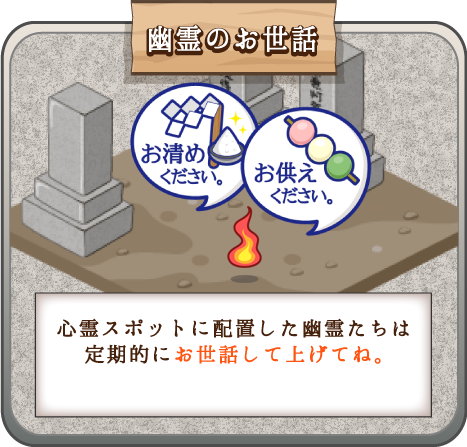 幽霊のお世話
お清め
ください。
お供え
ください。
心霊スポットに配置した幽霊たちは
定期的にお世話して上げてね。